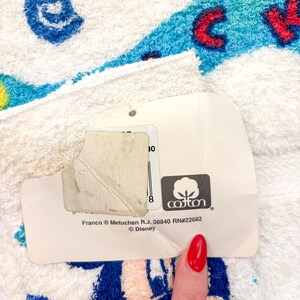 cotton
Franco ® Metuchen N.J. 08840 RN#22682
© Disney